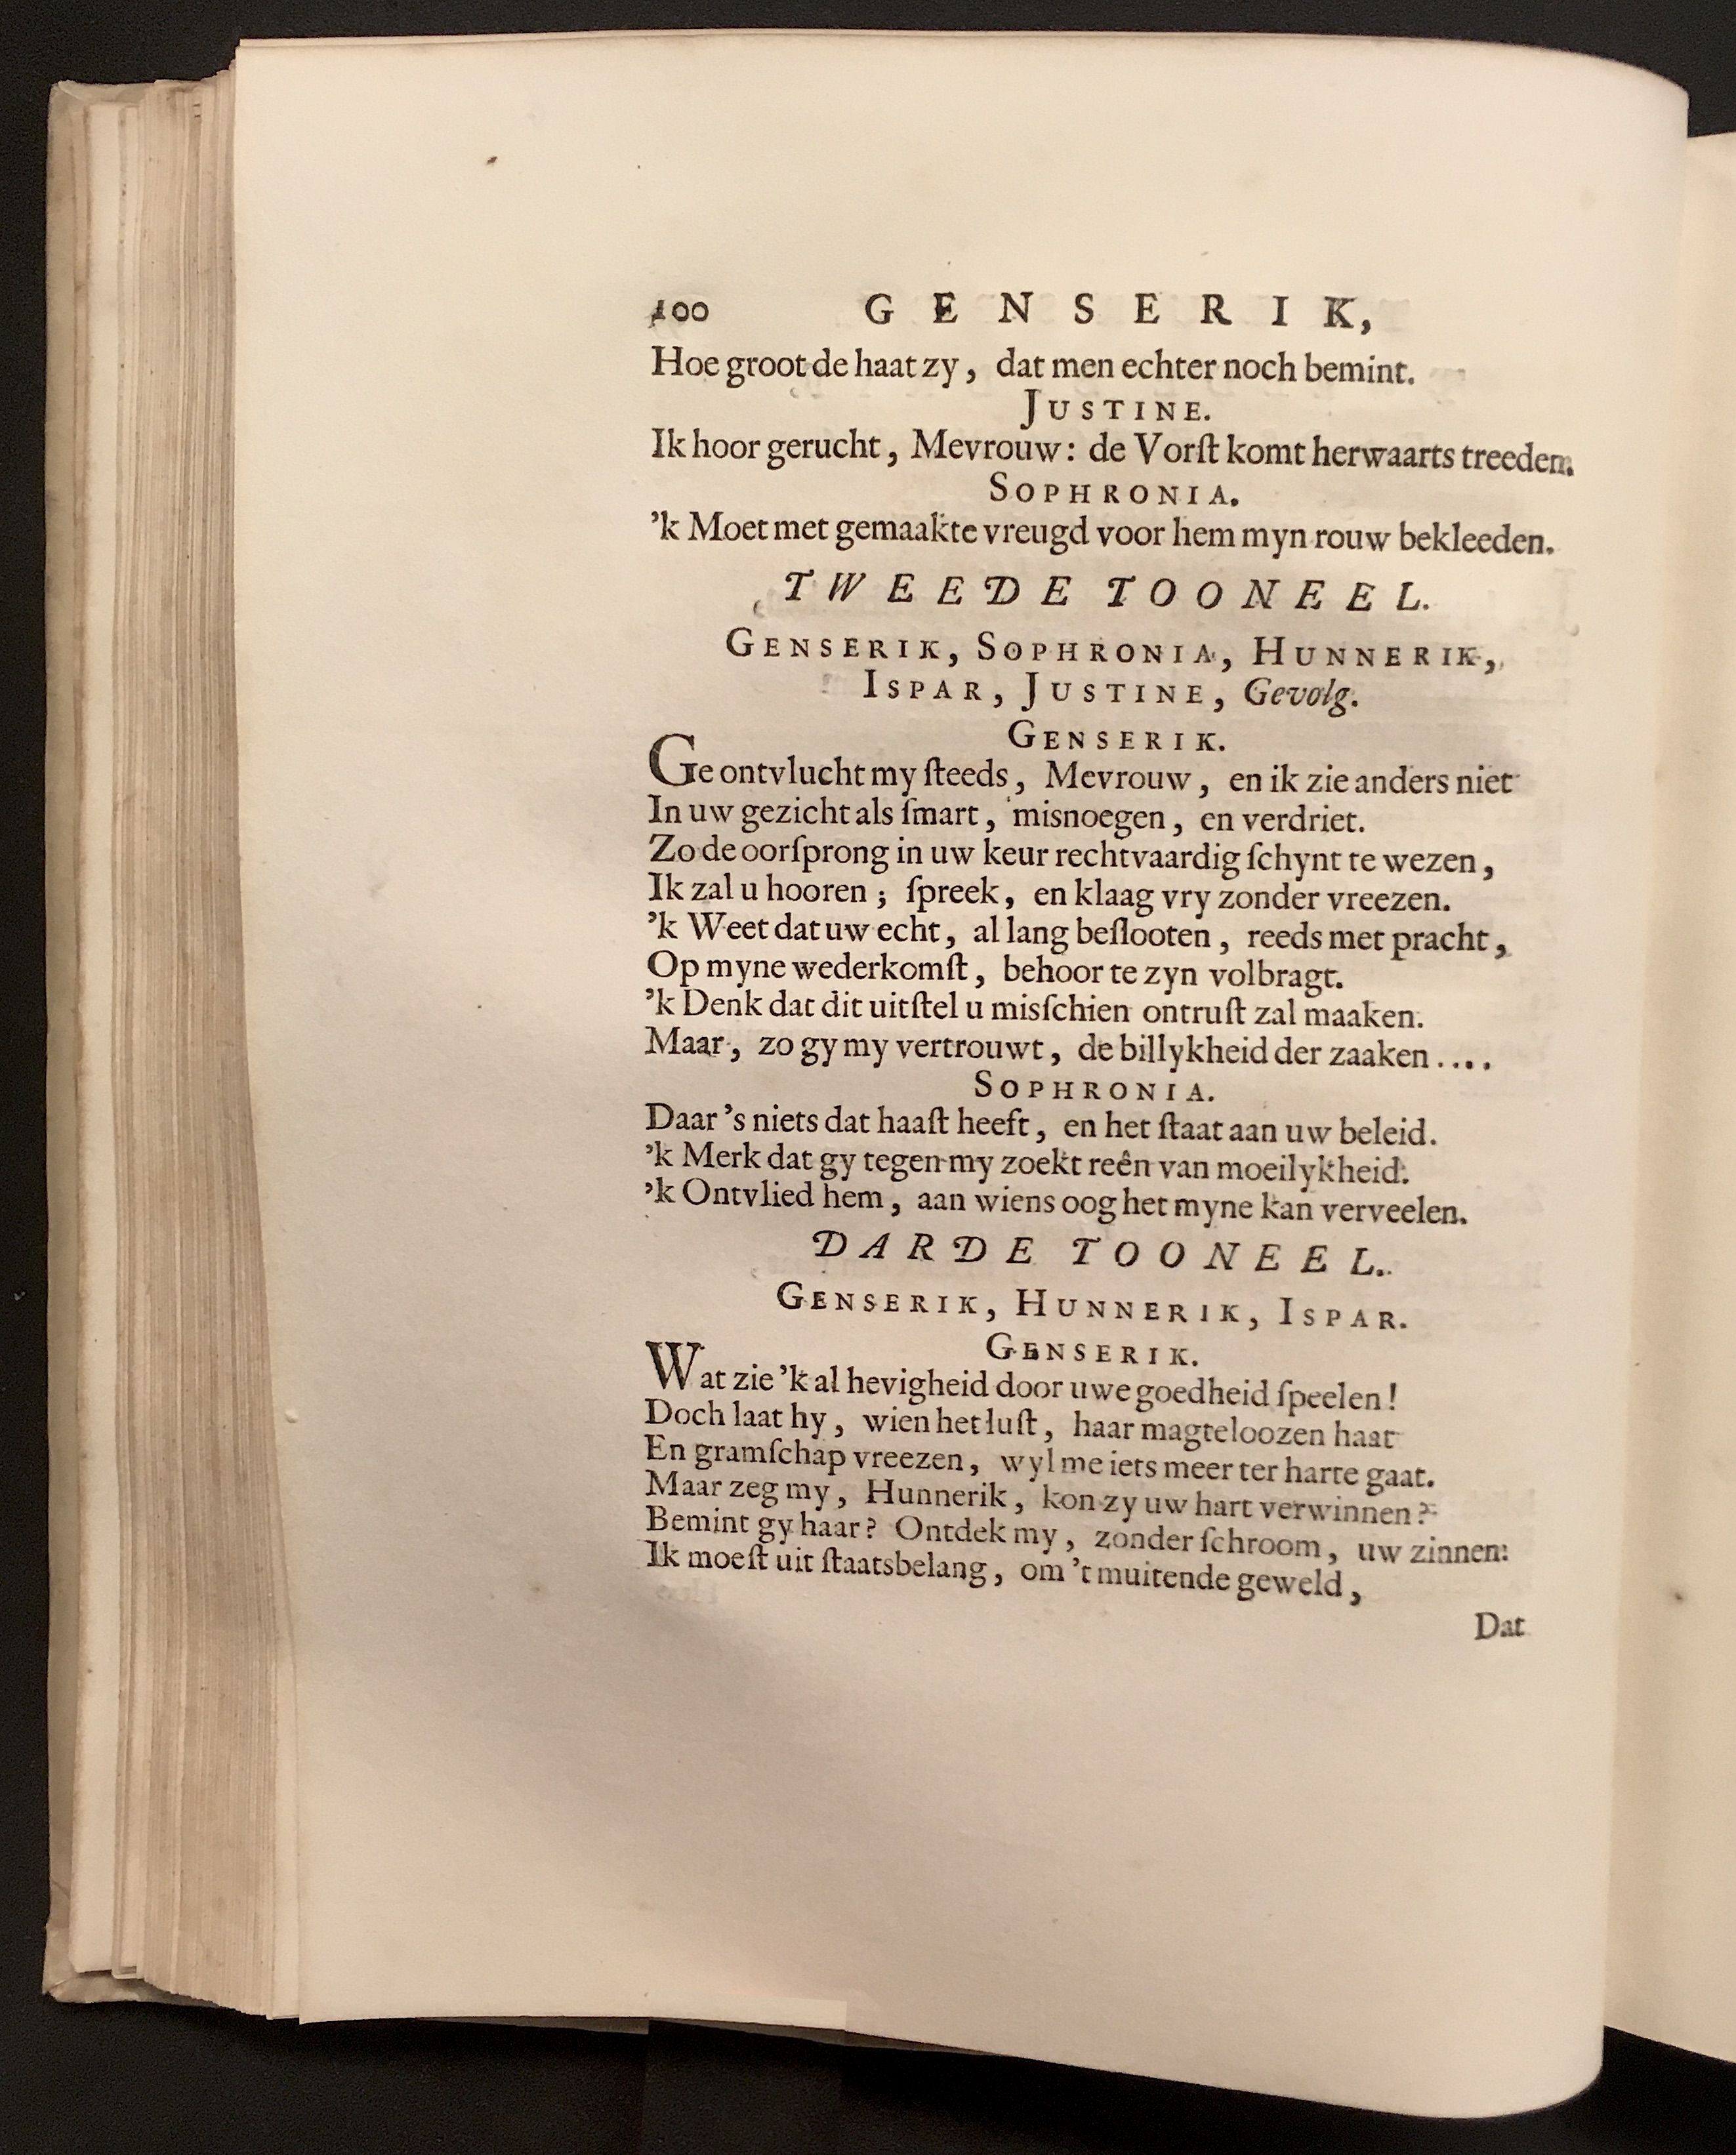 100 GENSERIK,
Hoe groot de haat zy, dat men echter noch bemint.
JUSTINE.
Ik hoor gerucht, Mevrouw: de Vorſt komt herwaarts treeden.
SOPHRONIA.
’k Moet met gemaakte vreugd voor hem myn rouw bekleeden.
TWEEDE TOONEEL.
GENSERIK, SOPHRONIA, HUNNERIK,
ISPAR, JUSTINE, Gevolg.
GENSERIK.
Ge ontvlucht my ſteeds, Mevrouw, en ik zie anders niet
In uw gezicht als ſmart, misnoegen, en verdriet.
Zo de oorſprong in uw keur rechtvaardig ſchynt te wezen,
Ik zal u hooren; ſpreek, en klaag vry zonder vreezen.
’k Weet dat uw echt, al lang beſlooten, reeds met pracht,
Op myne wederkomſt, behoor te zyn volbragt.
’k Denk dat dit uitſtel u misſchien ontruſt zal maaken.
Maar, zo gy my vertrouwt, de billykheid der zaaken....
SOPHRONIA.
Daar ’s niets dat haaſt heeft, en het ſtaat aan uw beleid.
’k Merk dat gy tegen my zoekt reên van moeilykheid.
’k Ontvlied hem, aan wiens oog het myne kan verveelen.
DARDE TOONEEL.
GENSERIK, HUNNERIK, ISPAR.
GENSERIK.
Wat zie ’k al hevigheid door uwe goedheid ſpeelen!
Doch laat hy, wien het luſt, haar magteloozen haat
En gramſchap vreezen, wyl me iets meer ter harte gaat.
Maar zeg my, Hunnerik, kon zy uw hart verwinnen?
Bemint gy haar? Ontdek my, zonder ſchroom, uw zinnen:
Ik moeſt uit ſtaatsbelang, om ’t muitende geweld,
Dat